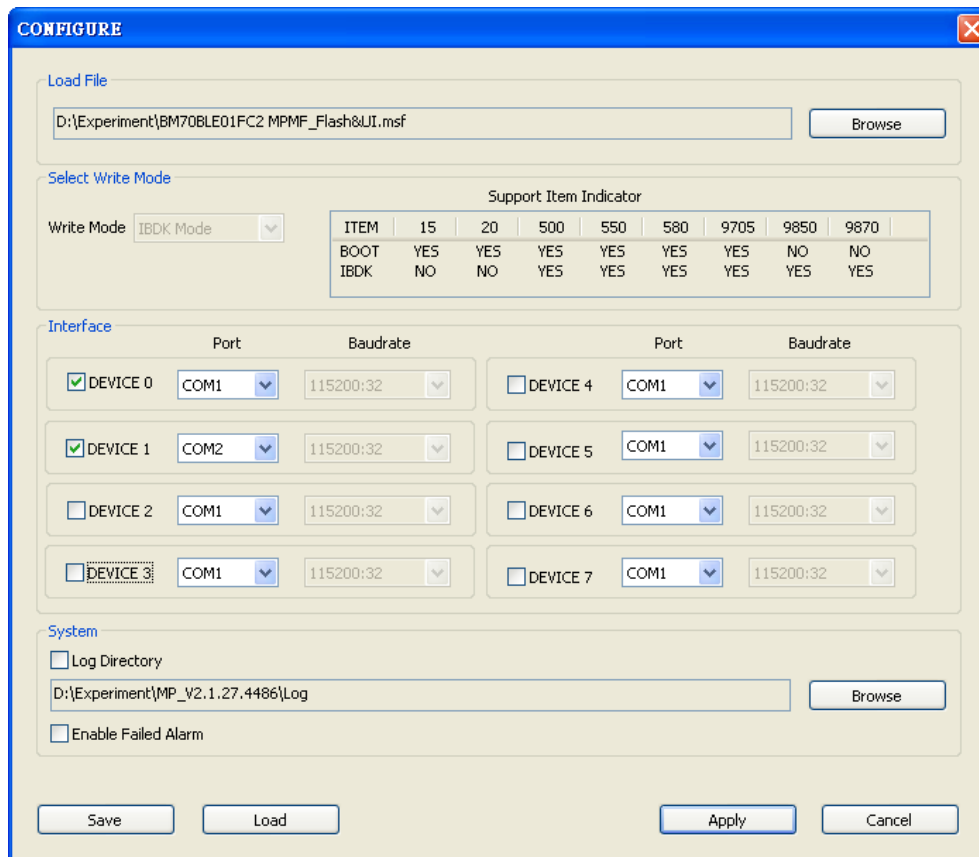 CONFIGURE
Load File
D:\Experiment\BM70BLE01FC2 MPMF_Flash&UI.msf
Browse
Select Write Mode
Support Item Indicator
Write Mode IBDK Mode
ITEM 15 20 500 550 580 9705 9850 9870
BOOT YES YES YES YES YES YES NO NO
IBDK NO NO YES YES YES YES YES YES
Interface
Port Baudrate Port Baudrate
DEVICE 0 COM1 115200:32 DEVICE 4 COM1 115200:32
DEVICE 1 COM2 115200:32 DEVICE 5 COM1 115200:32
DEVICE 2 COM1 115200:32 DEVICE 6 COM1 115200:32
DEVICE 3 COM1 115200:32 DEVICE 7 COM1 115200:32
System
Log Directory
D:\Experiment\MP_V2.1.27.4486\Log
Browse
Enable Failed Alarm
Save Load Apply Cancel